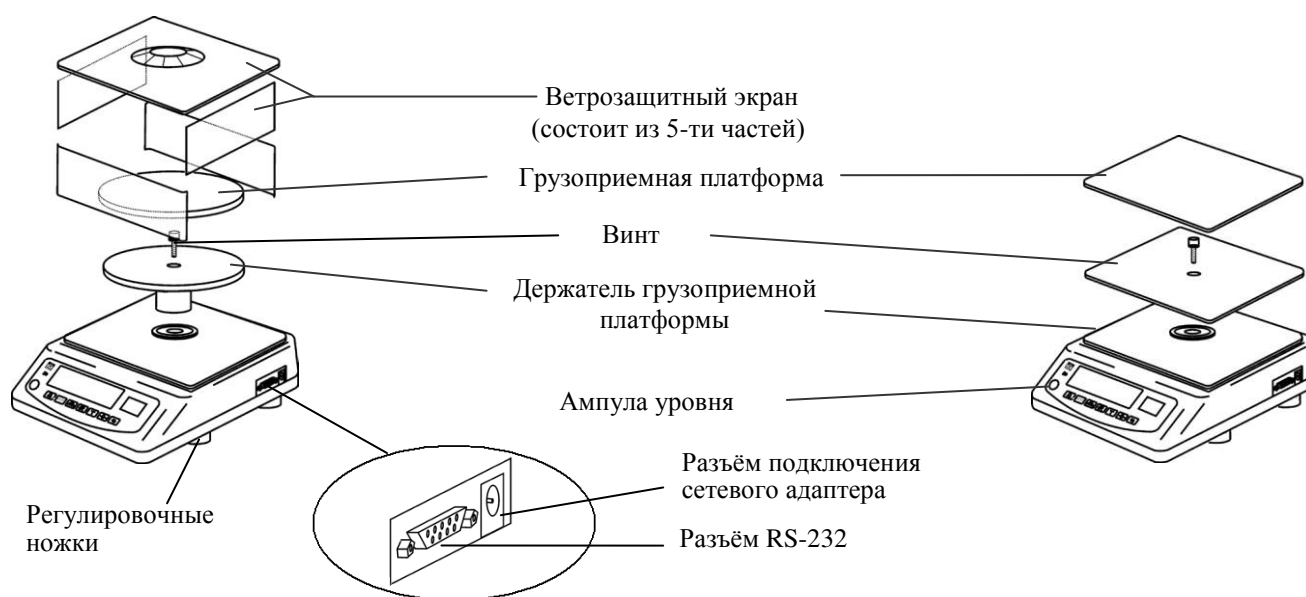 Ветрозащитный экран
(состоит из 5-ти частей)
Грузоприемная платформа
Винт
Держатель грузоприемной
платформы
Ампула уровня
Разъём подключения
сетевого адаптера
Регулировочные
ножки
Разъём RS-232